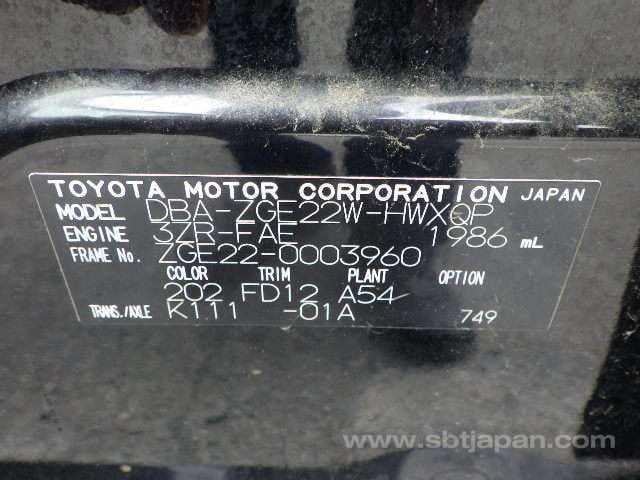 TOYOTA MOTOR CORPORATION JAPAN
MODEL DBA-ZGE22W-HWXQP
ENGINE 3ZR-FAE 1986 mL
FRAME No. ZGE22-0003960
COLOR TRIM PLANT OPTION
202 FD12 A54
TRANS./AXLE K111 -01A 749
www.sbtjapan.com